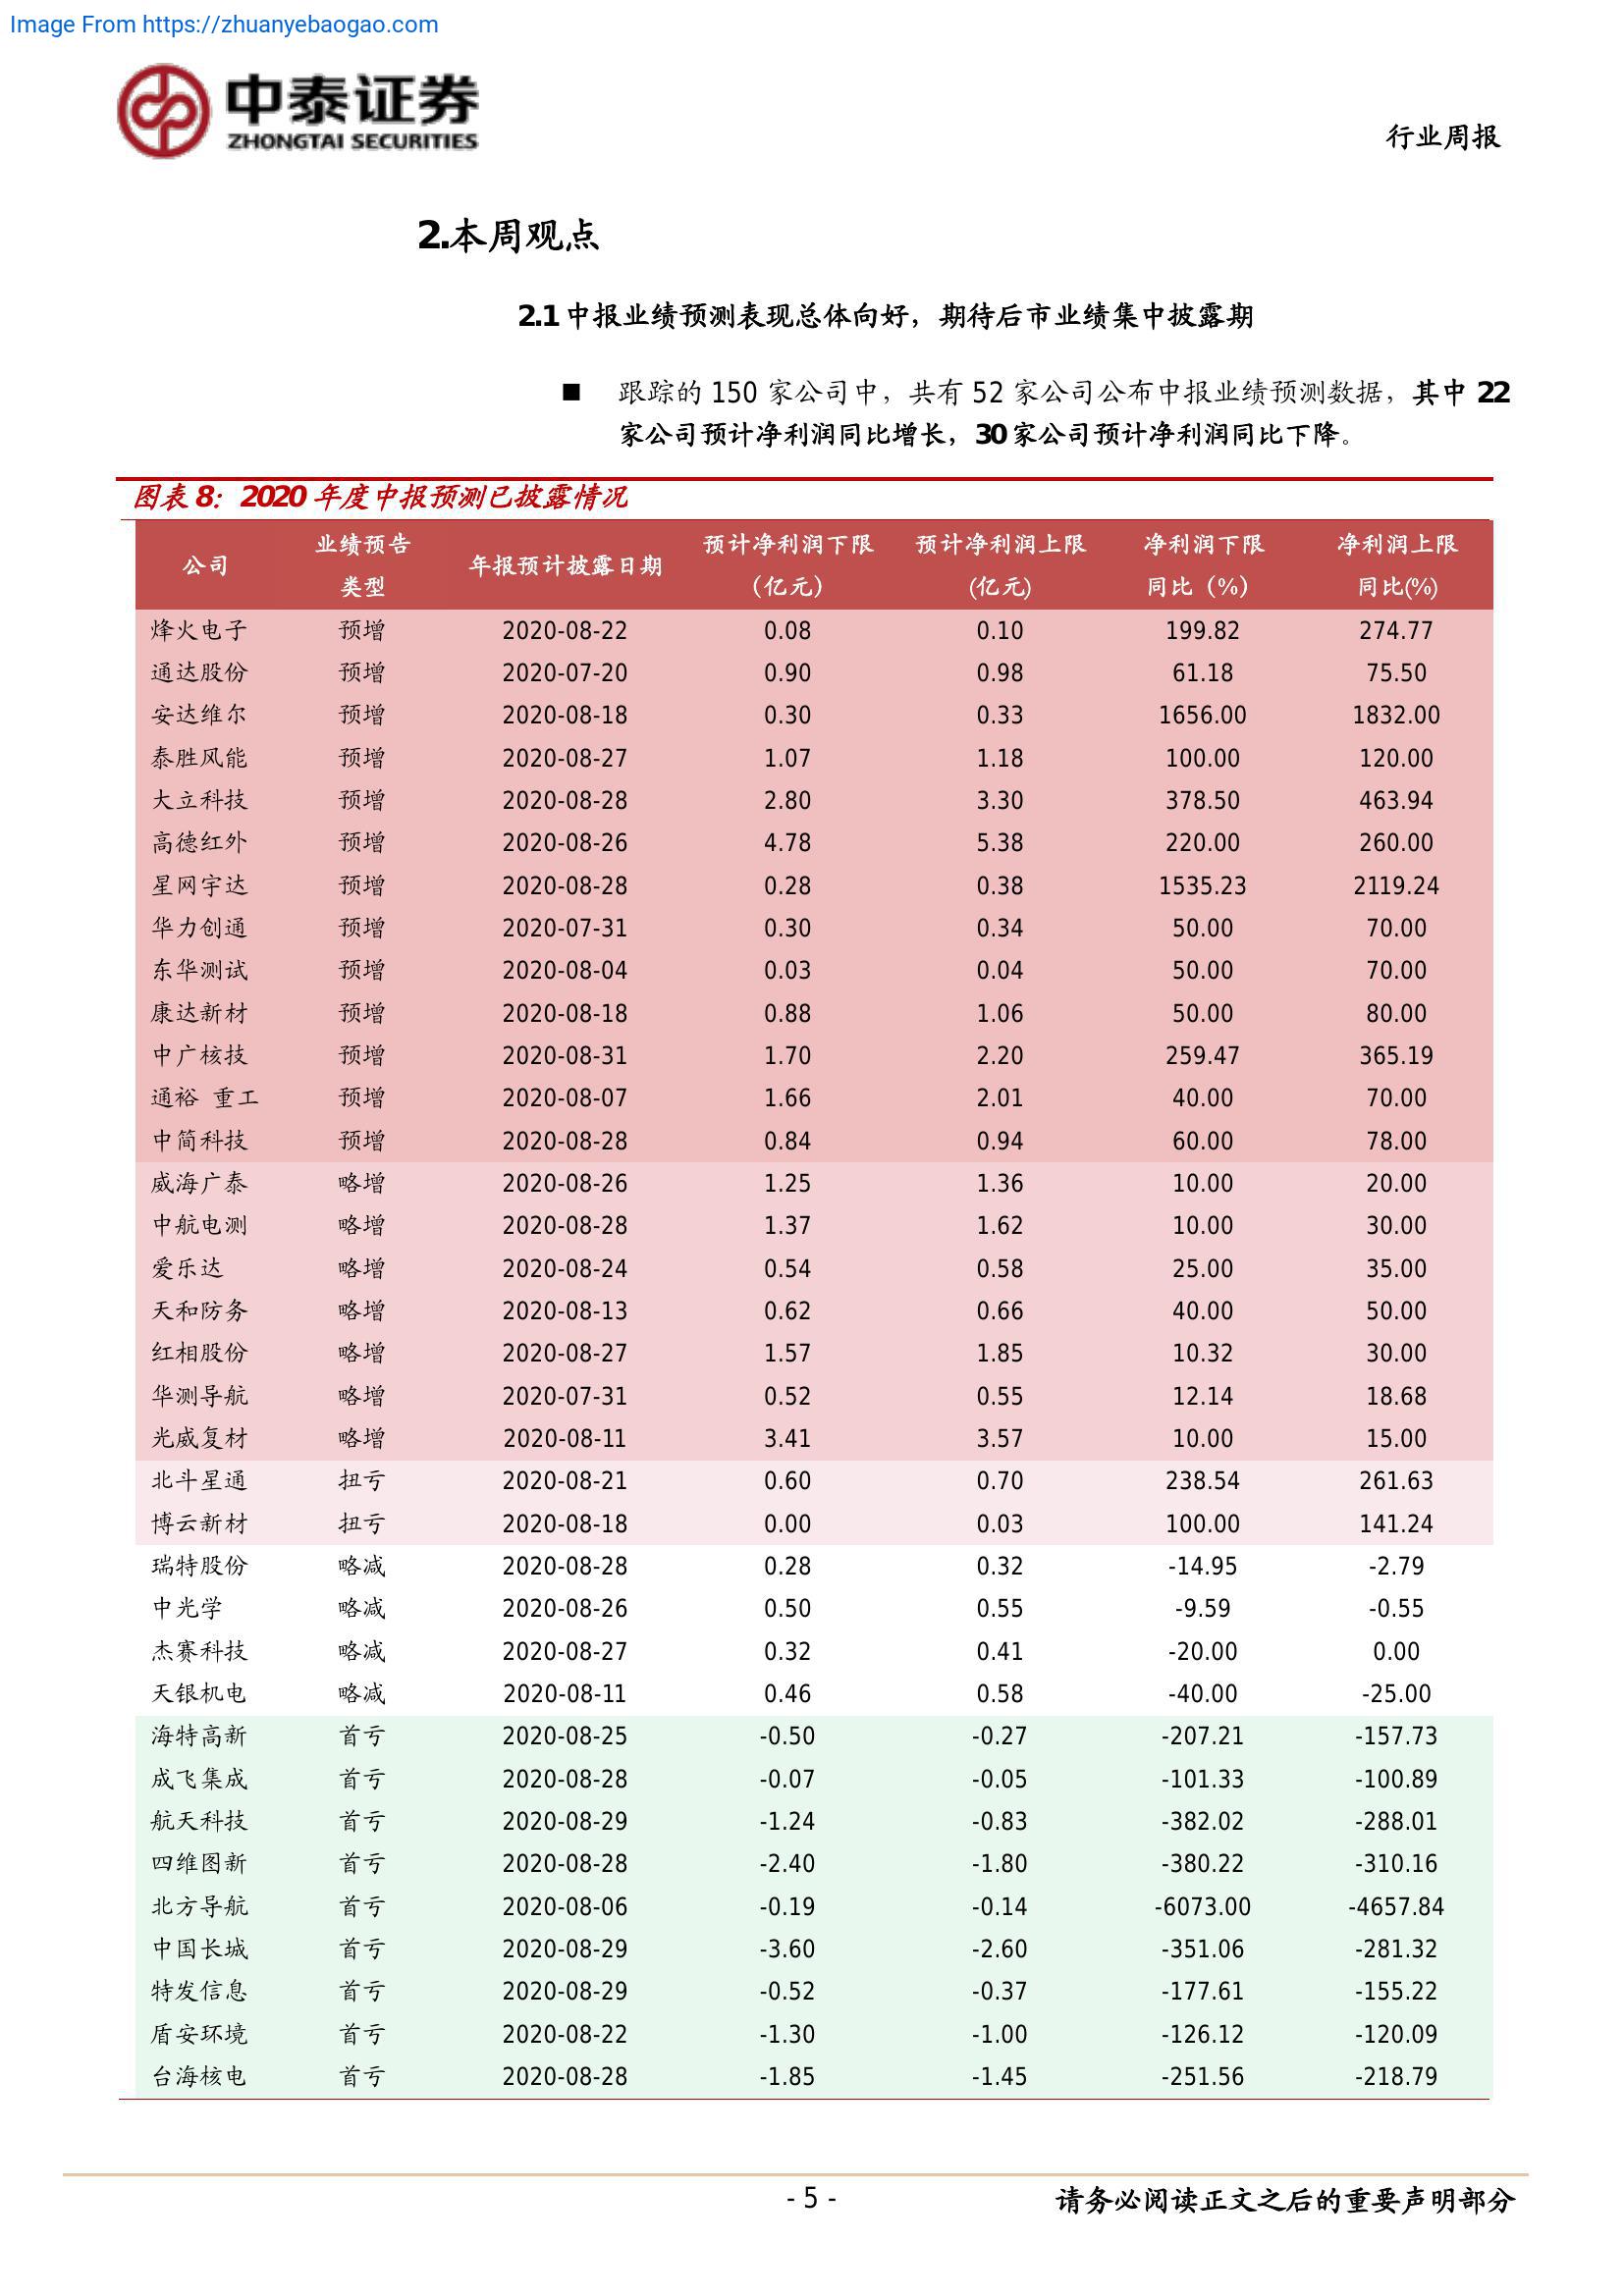 Image From https://zhuanyebaogao.com
中泰证券
ZHONGTAI SECURITIES
行业周报
2.本周观点
2.1 中报业绩预测表现总体向好，期待后市业绩集中披露期
■ 跟踪的 150 家公司中，共有 52 家公司公布中报业绩预测数据，其中 22
家公司预计净利润同比增长，30 家公司预计净利润同比下降。
图表 8：2020 年度中报预测已披露情况
公司 业绩预告类型 年报预计披露日期 预计净利润下限（亿元） 预计净利润上限(亿元) 净利润下限同比（%） 净利润上限同比(%)
烽火电子 预增 2020-08-22 0.08 0.10 199.82 274.77
通达股份 预增 2020-07-20 0.90 0.98 61.18 75.50
安达维尔 预增 2020-08-18 0.30 0.33 1656.00 1832.00
泰胜风能 预增 2020-08-27 1.07 1.18 100.00 120.00
大立科技 预增 2020-08-28 2.80 3.30 378.50 463.94
高德红外 预增 2020-08-26 4.78 5.38 220.00 260.00
星网宇达 预增 2020-08-28 0.28 0.38 1535.23 2119.24
华力创通 预增 2020-07-31 0.30 0.34 50.00 70.00
东华测试 预增 2020-08-04 0.03 0.04 50.00 70.00
康达新材 预增 2020-08-18 0.88 1.06 50.00 80.00
中广核技 预增 2020-08-31 1.70 2.20 259.47 365.19
通裕 重工 预增 2020-08-07 1.66 2.01 40.00 70.00
中简科技 预增 2020-08-28 0.84 0.94 60.00 78.00
威海广泰 略增 2020-08-26 1.25 1.36 10.00 20.00
中航电测 略增 2020-08-28 1.37 1.62 10.00 30.00
爱乐达 略增 2020-08-24 0.54 0.58 25.00 35.00
天和防务 略增 2020-08-13 0.62 0.66 40.00 50.00
红相股份 略增 2020-08-27 1.57 1.85 10.32 30.00
华测导航 略增 2020-07-31 0.52 0.55 12.14 18.68
光威复材 略增 2020-08-11 3.41 3.57 10.00 15.00
北斗星通 扭亏 2020-08-21 0.60 0.70 238.54 261.63
博云新材 扭亏 2020-08-18 0.00 0.03 100.00 141.24
瑞特股份 略减 2020-08-28 0.28 0.32 -14.95 -2.79
中光学 略减 2020-08-26 0.50 0.55 -9.59 -0.55
杰赛科技 略减 2020-08-27 0.32 0.41 -20.00 0.00
天银机电 略减 2020-08-11 0.46 0.58 -40.00 -25.00
海特高新 首亏 2020-08-25 -0.50 -0.27 -207.21 -157.73
成飞集成 首亏 2020-08-28 -0.07 -0.05 -101.33 -100.89
航天科技 首亏 2020-08-29 -1.24 -0.83 -382.02 -288.01
四维图新 首亏 2020-08-28 -2.40 -1.80 -380.22 -310.16
北方导航 首亏 2020-08-06 -0.19 -0.14 -6073.00 -4657.84
中国长城 首亏 2020-08-29 -3.60 -2.60 -351.06 -281.32
特发信息 首亏 2020-08-29 -0.52 -0.37 -177.61 -155.22
盾安环境 首亏 2020-08-22 -1.30 -1.00 -126.12 -120.09
台海核电 首亏 2020-08-28 -1.85 -1.45 -251.56 -218.79
- 5 -
请务必阅读正文之后的重要声明部分